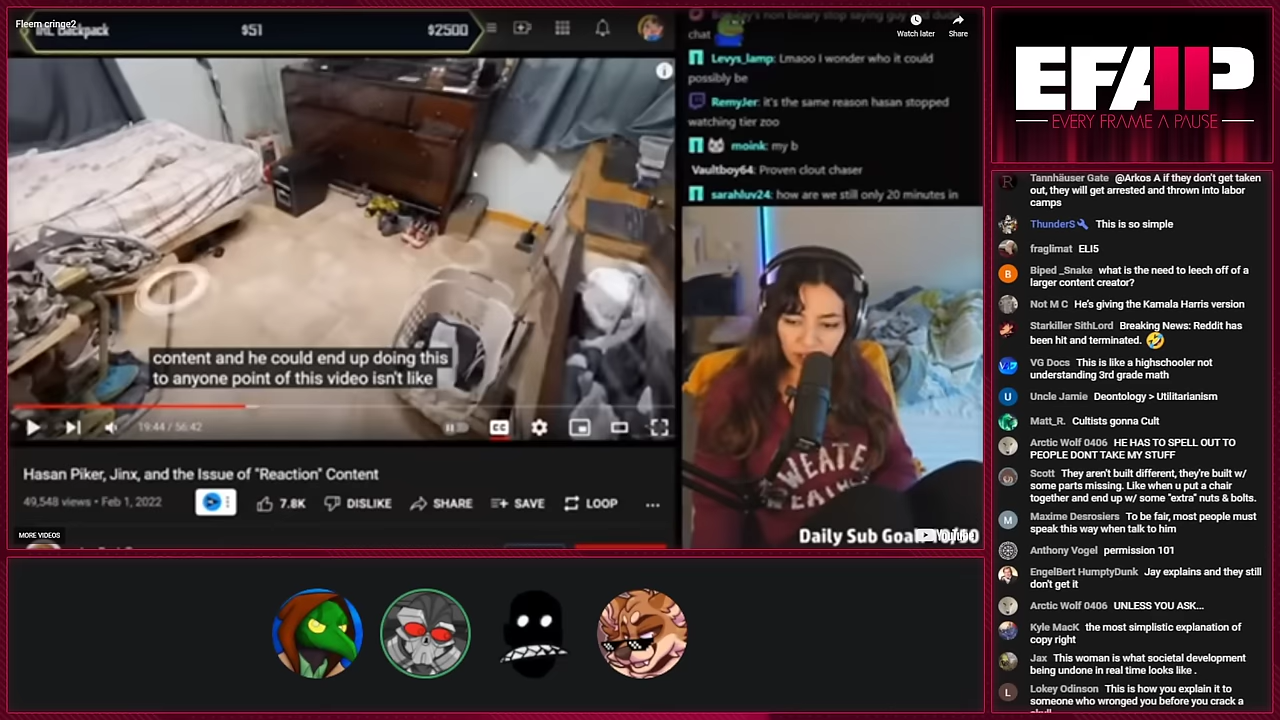 Fleem cringe2
Backpack
$51
$2500
Watch later
Share
non binary stop saying guy and dude
chat
Levys_lamp: Lmaoo I wonder who it could
possibly be
RemyJer: it's the same reason hasan stopped
watching tier zoo
moink: my b
Vaultboy64: Proven clout chaser
sarahluv24: how are we still only 20 minutes in
content and he could end up doing this
to anyone point of this video isn't like
19:44 / 56:42
CC
Hasan Piker, Jinx, and the Issue of "Reaction" Content
49,548 views • Feb 1, 2022
7.8K
DISLIKE
SHARE
SAVE
LOOP
MORE VIDEOS
Daily Sub Goal
YouTube
EFAP
EVERY FRAME A PAUSE
Tannhäuser Gate @Arkos A if they don't get taken
out, they will get arrested and thrown into labor
camps
ThunderS This is so simple
fraglimat ELI5
Biped _Snake what is the need to leech off of a
larger content creator?
Not M C He's giving the Kamala Harris version
Starkiller SithLord Breaking News: Reddit has
been hit and terminated. 🤣
VG Docs This is like a highschooler not
understanding 3rd grade math
Uncle Jamie Deontology > Utilitarianism
Matt_R. Cultists gonna Cult
Arctic Wolf 0406 HE HAS TO SPELL OUT TO
PEOPLE DONT TAKE MY STUFF
Scott They aren't built different, they're built w/
some parts missing. Like when u put a chair
together and end up w/ some "extra" nuts & bolts.
Maxime Desrosiers To be fair, most people must
speak this way when talk to him
Anthony Vogel permission 101
EngelBert HumptyDunk Jay explains and they still
don't get it
Arctic Wolf 0406 UNLESS YOU ASK...
Kyle MacK the most simplistic explanation of
copy right
Jax This woman is what societal development
being undone in real time looks like .
Lokey Odinson This is how you explain it to
someone who wronged you before you crack a